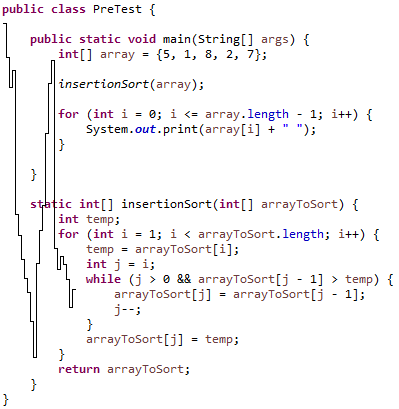 public class PreTest {
public static void main(String[] args) {
int[] array = {5, 1, 8, 2, 7};
insertionSort(array);
for (int i = 0; i <= array.length - 1; i++) {
System.out.print(array[i] + " ");
}
}
static int[] insertionSort(int[] arrayToSort) {
int temp;
for (int i = 1; i < arrayToSort.length; i++) {
temp = arrayToSort[i];
int j = i;
while (j > 0 && arrayToSort[j - 1] > temp) {
arrayToSort[j] = arrayToSort[j - 1];
j--;
}
arrayToSort[j] = temp;
}
return arrayToSort;
}
}